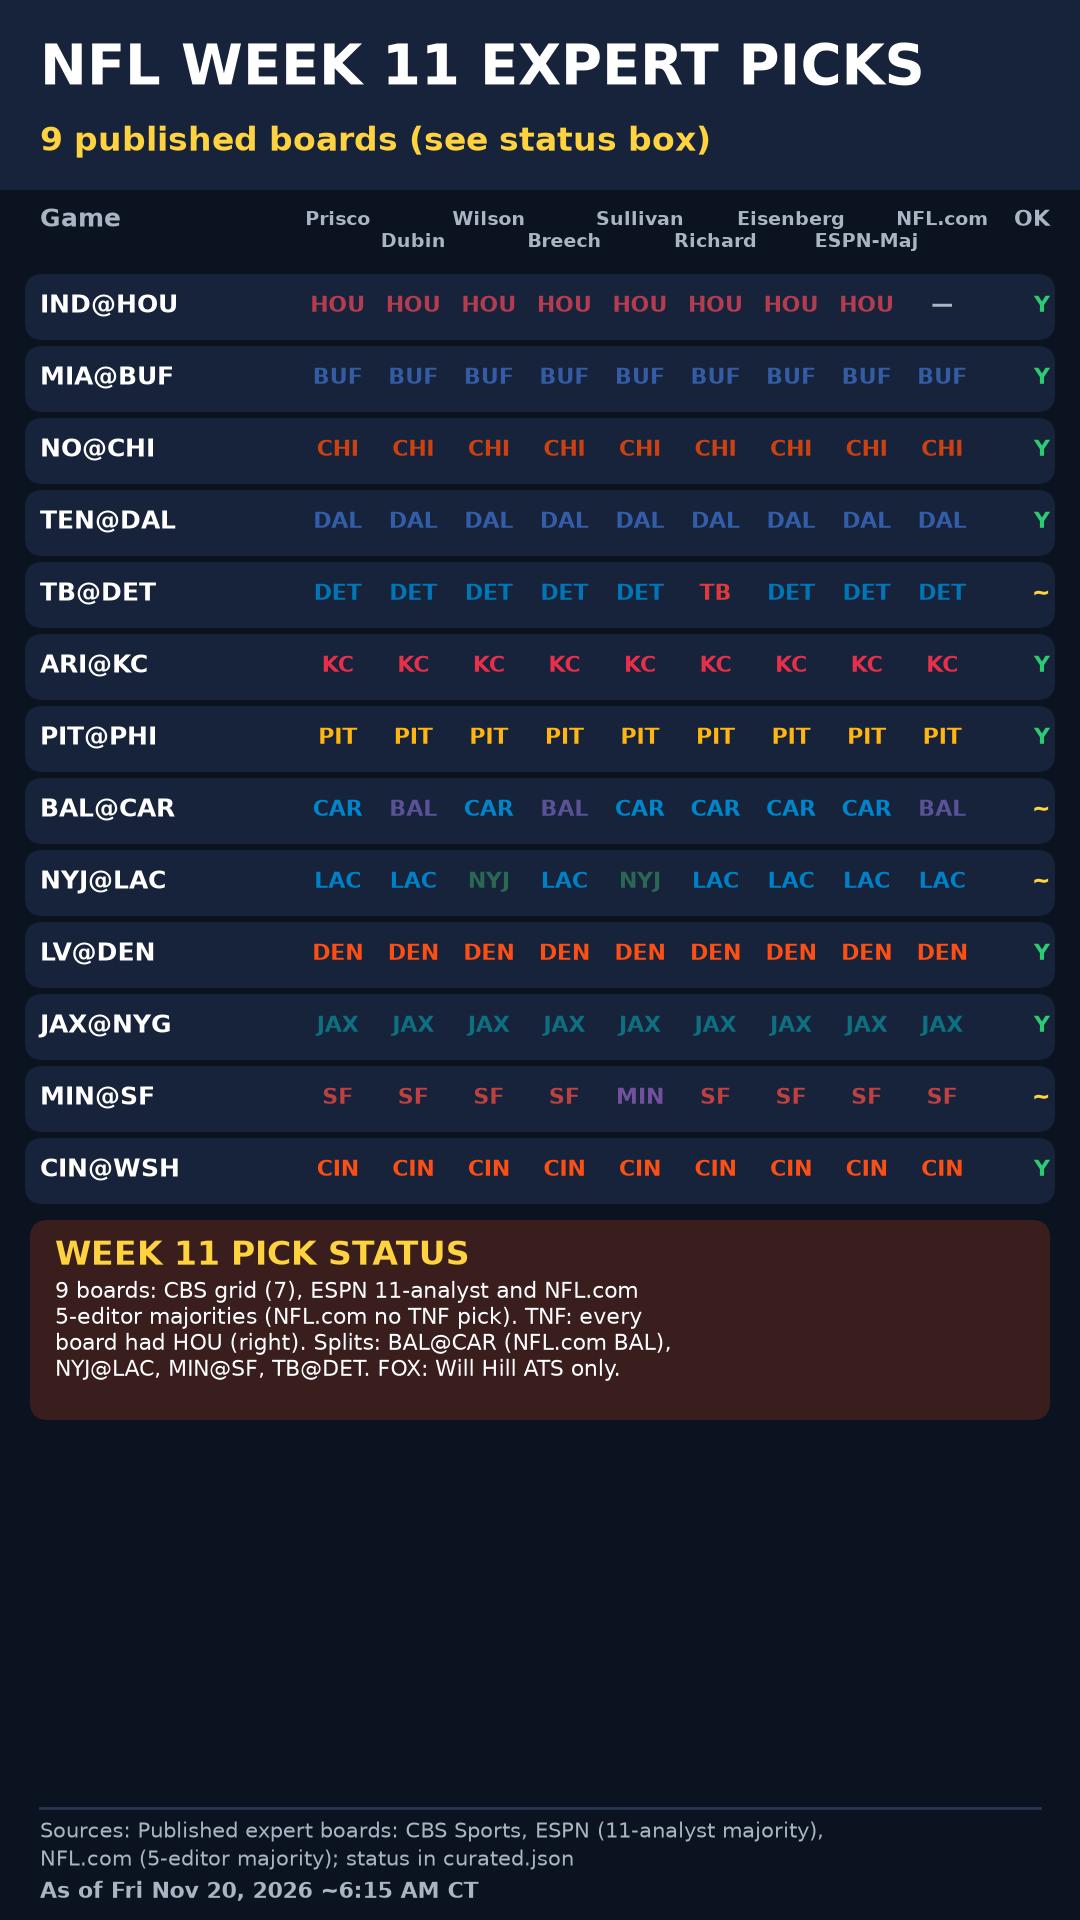 NFL WEEK 11 EXPERT PICKS
9 published boards (see status box)
Game Prisco Dubin Wilson Breech Sullivan Richard Eisenberg ESPN-Maj NFL.com OK
IND@HOU HOU HOU HOU HOU HOU HOU HOU HOU — Y
MIA@BUF BUF BUF BUF BUF BUF BUF BUF BUF BUF Y
NO@CHI CHI CHI CHI CHI CHI CHI CHI CHI CHI Y
TEN@DAL DAL DAL DAL DAL DAL DAL DAL DAL DAL Y
TB@DET DET DET DET DET DET TB DET DET DET ~
ARI@KC KC KC KC KC KC KC KC KC KC Y
PIT@PHI PIT PIT PIT PIT PIT PIT PIT PIT PIT Y
BAL@CAR CAR BAL CAR BAL CAR CAR CAR CAR BAL ~
NYJ@LAC LAC LAC NYJ LAC NYJ LAC LAC LAC LAC ~
LV@DEN DEN DEN DEN DEN DEN DEN DEN DEN DEN Y
JAX@NYG JAX JAX JAX JAX JAX JAX JAX JAX JAX Y
MIN@SF SF SF SF SF MIN SF SF SF SF ~
CIN@WSH CIN CIN CIN CIN CIN CIN CIN CIN CIN Y
WEEK 11 PICK STATUS
9 boards: CBS grid (7), ESPN 11-analyst and NFL.com
5-editor majorities (NFL.com no TNF pick). TNF: every
board had HOU (right). Splits: BAL@CAR (NFL.com BAL),
NYJ@LAC, MIN@SF, TB@DET. FOX: Will Hill ATS only.
Sources: Published expert boards: CBS Sports, ESPN (11-analyst majority),
NFL.com (5-editor majority); status in curated.json
As of Fri Nov 20, 2026 ~6:15 AM CT